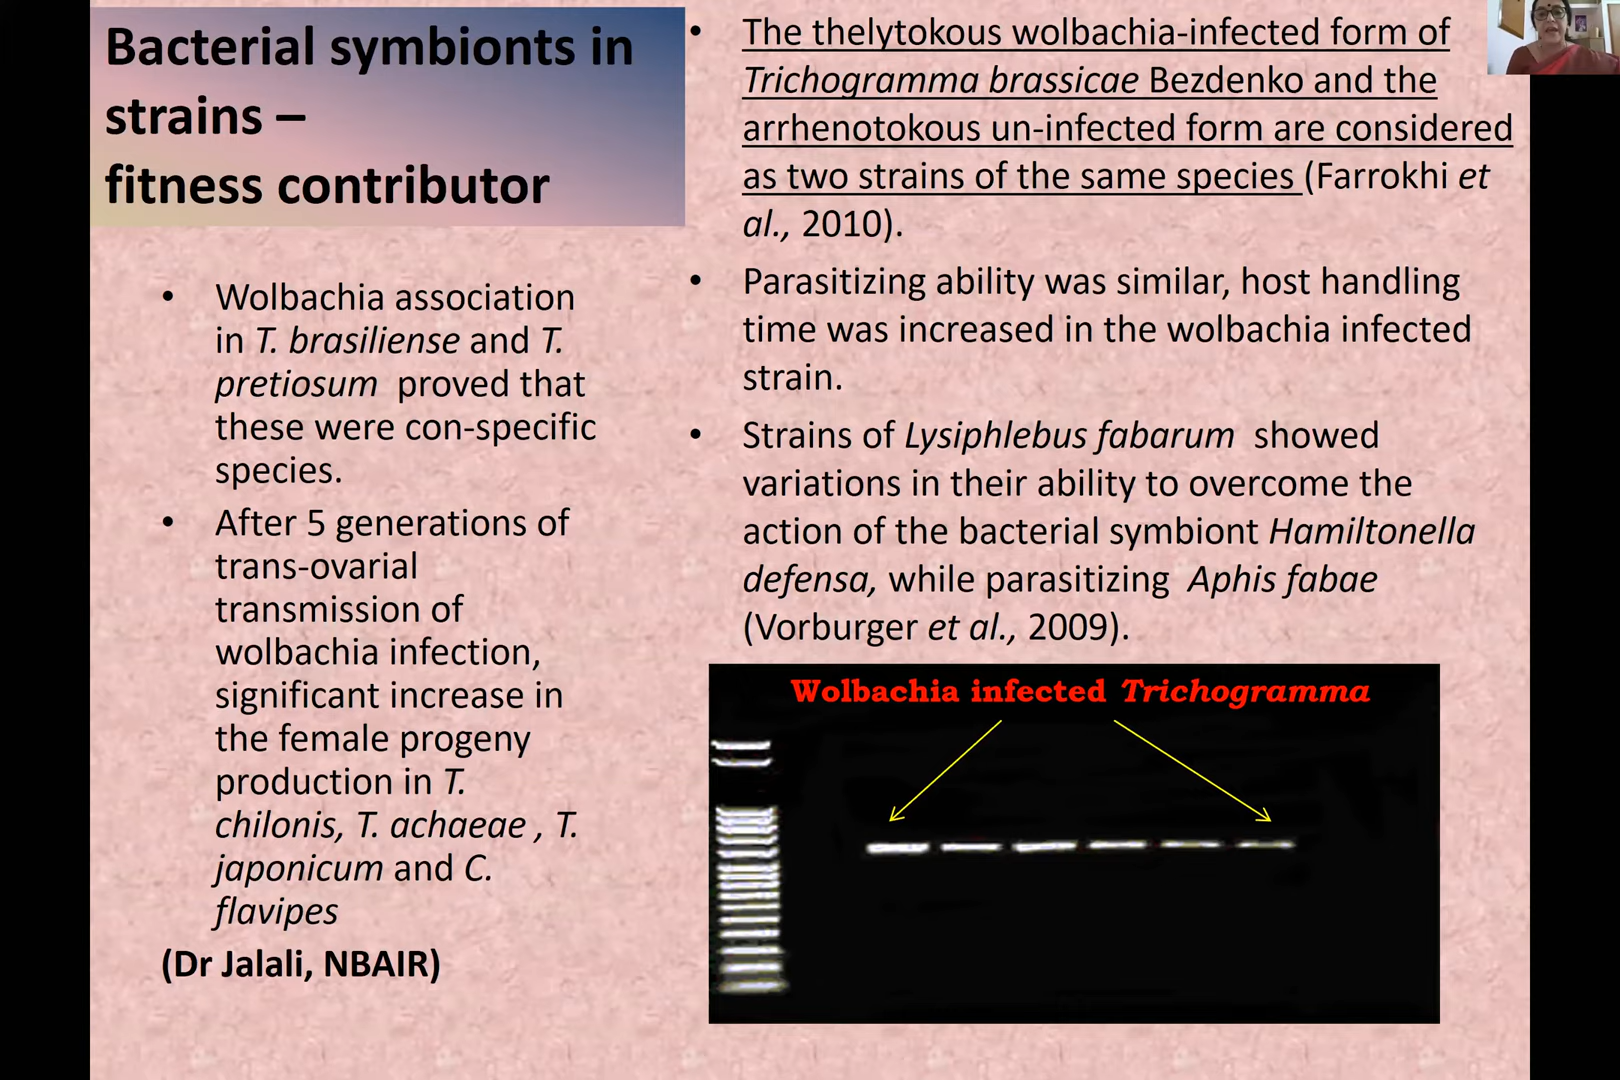 Bacterial symbionts in
strains –
fitness contributor
• Wolbachia association
in T. brasiliense and T.
pretiosum proved that
these were con-specific
species.
• After 5 generations of
trans-ovarial
transmission of
wolbachia infection,
significant increase in
the female progeny
production in T.
chilonis, T. achaeae , T.
japonicum and C.
flavipes
(Dr Jalali, NBAIR)
• The thelytokous wolbachia-infected form of
Trichogramma brassicae Bezdenko and the
arrhenotokous un-infected form are considered
as two strains of the same species (Farrokhi et
al., 2010).
• Parasitizing ability was similar, host handling
time was increased in the wolbachia infected
strain.
• Strains of Lysiphlebus fabarum showed
variations in their ability to overcome the
action of the bacterial symbiont Hamiltonella
defensa, while parasitizing Aphis fabae
(Vorburger et al., 2009).
Wolbachia infected Trichogramma